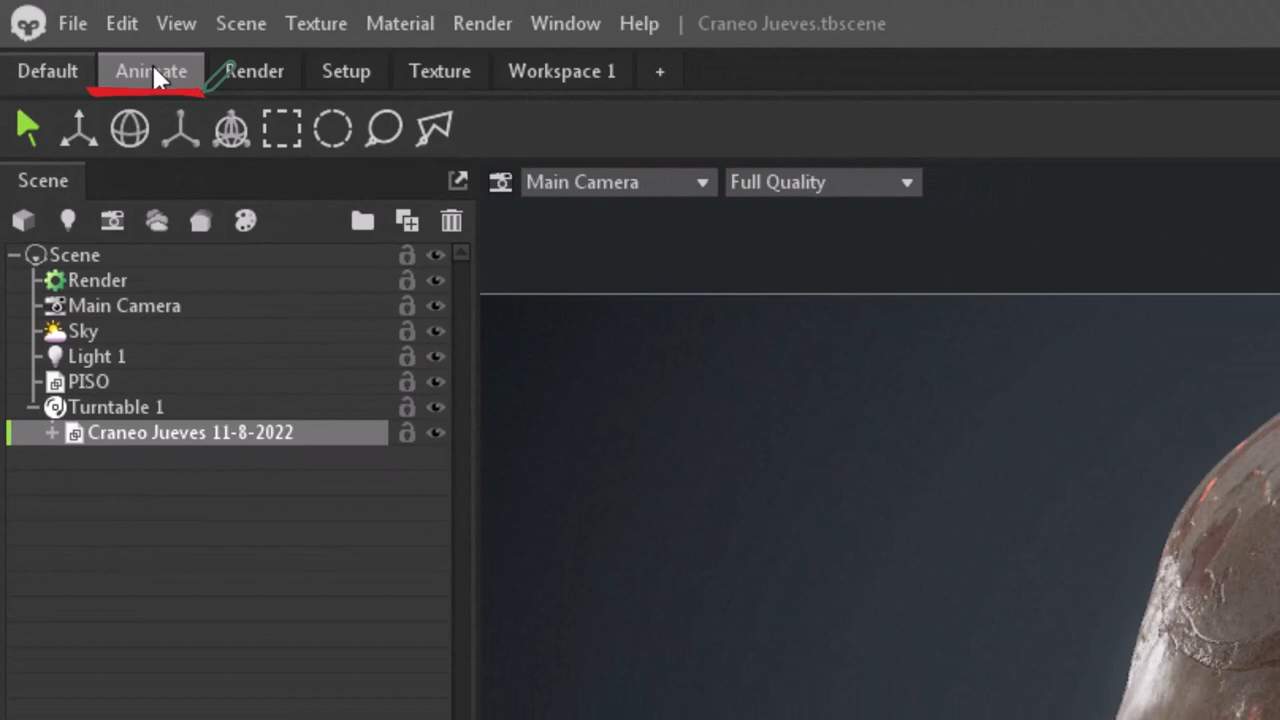 File Edit View Scene Texture Material Render Window Help | Craneo Jueves.tbscene
Default Animate Render Setup Texture Workspace 1 +
Scene Main Camera Full Quality
Scene
Render
Main Camera
Sky
Light 1
PISO
Turntable 1
Craneo Jueves 11-8-2022